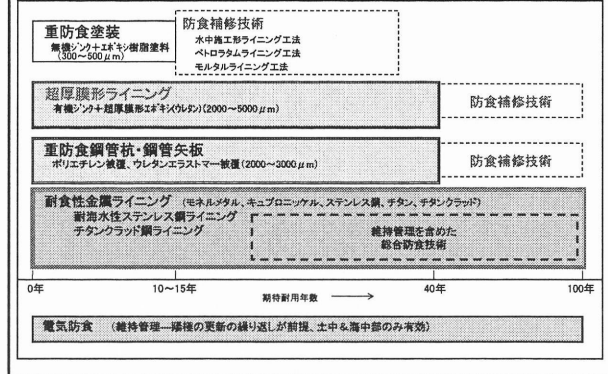 重防食塗装
無機ジンク+エポキシ樹脂塗料
(300~500μm)
防食補修技術
水中施工形ライニング工法
ペトロラタムライニング工法
モルタルライニング工法
超厚膜形ライニング
有機ジンク+超厚膜形エポキシ(ウレタン)(2000~5000μm)
防食補修技術
重防食鋼管杭・鋼管矢板
ポリエチレン被覆、ウレタンエラストマー被覆(2000~3000μm)
防食補修技術
耐食性金属ライニング (モネルメタル、キュプロニッケル、ステンレス鋼、チタン、チタンクラッド)
耐海水性ステンレス鋼ライニング
チタンクラッド鋼ライニング
維持管理を含めた
総合防食技術
0年
10~15年
期待耐用年数
40年
100年
電気防食 (維持管理―陽極の更新の繰り返しが前提、土中&海中部のみ有効)